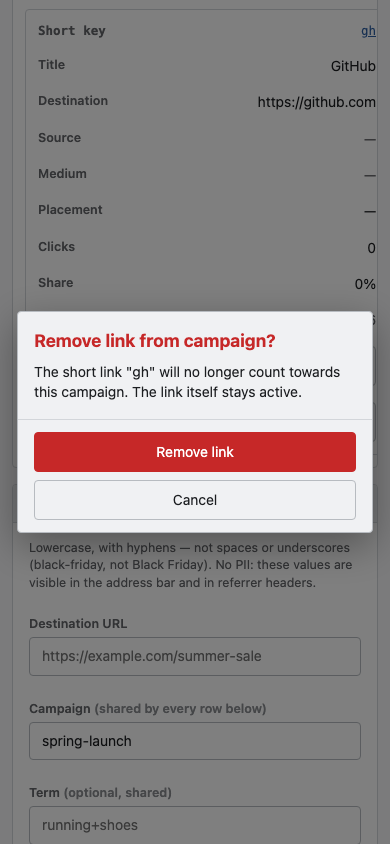 Short key gh
Title GitHub
Destination https://github.com
Source —
Medium —
Placement —
Clicks 0
Share 0%
Remove link from campaign?
The short link "gh" will no longer count towards
this campaign. The link itself stays active.
Remove link
Cancel
Lowercase, with hyphens — not spaces or underscores
(black-friday, not Black Friday). No PII: these values are
visible in the address bar and in referrer headers.
Destination URL
https://example.com/summer-sale
Campaign (shared by every row below)
spring-launch
Term (optional, shared)
running+shoes